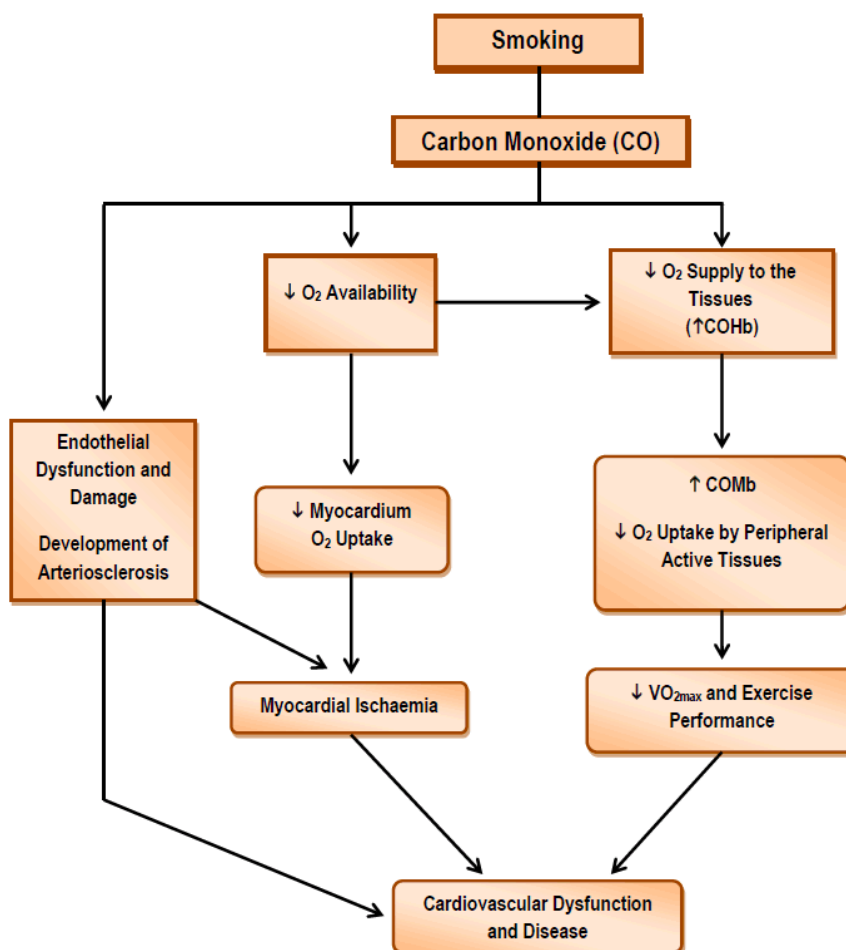 Smoking
Carbon Monoxide (CO)
↓ O₂ Availability
↓ O₂ Supply to the
Tissues
(↑COHb)
Endothelial
Dysfunction and
Damage
Development of
Arteriosclerosis
↓ Myocardium
O₂ Uptake
↑ COMb
↓ O₂ Uptake by Peripheral
Active Tissues
Myocardial Ischaemia
↓ VO₂ₘₐₓ and Exercise
Performance
Cardiovascular Dysfunction
and Disease